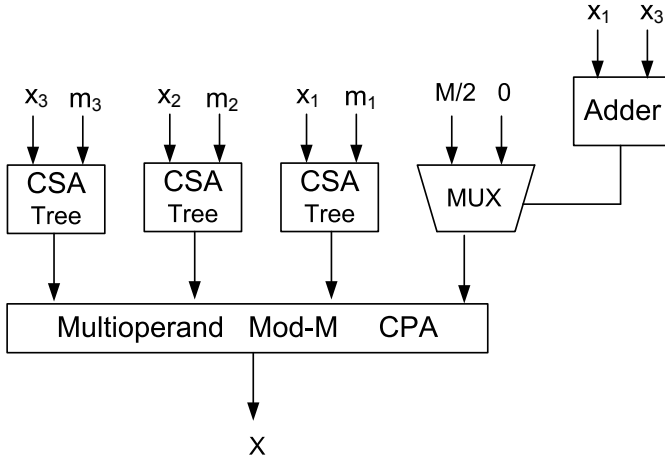 x₁ x₃
Adder
x₃ m₃ x₂ m₂ x₁ m₁ M/2 0
CSA CSA CSA MUX
Tree Tree Tree
Multioperand Mod-M CPA
X